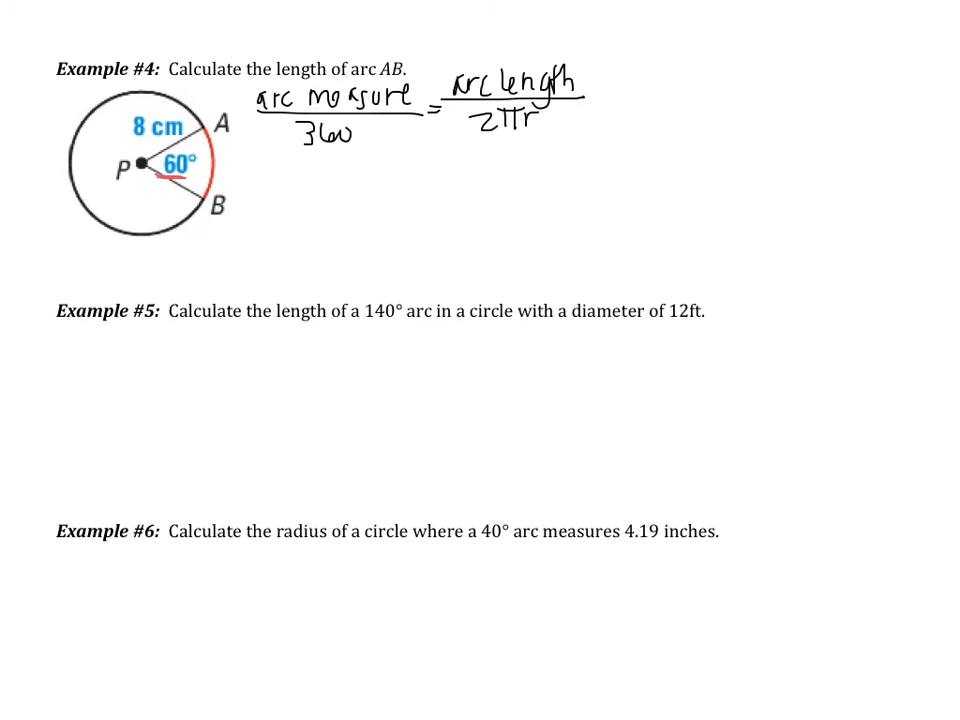 Example #4: Calculate the length of arc AB.
arc measure = arc length
360 2πr
8 cm A
P 60°
B
Example #5: Calculate the length of a 140° arc in a circle with a diameter of 12ft.
Example #6: Calculate the radius of a circle where a 40° arc measures 4.19 inches.